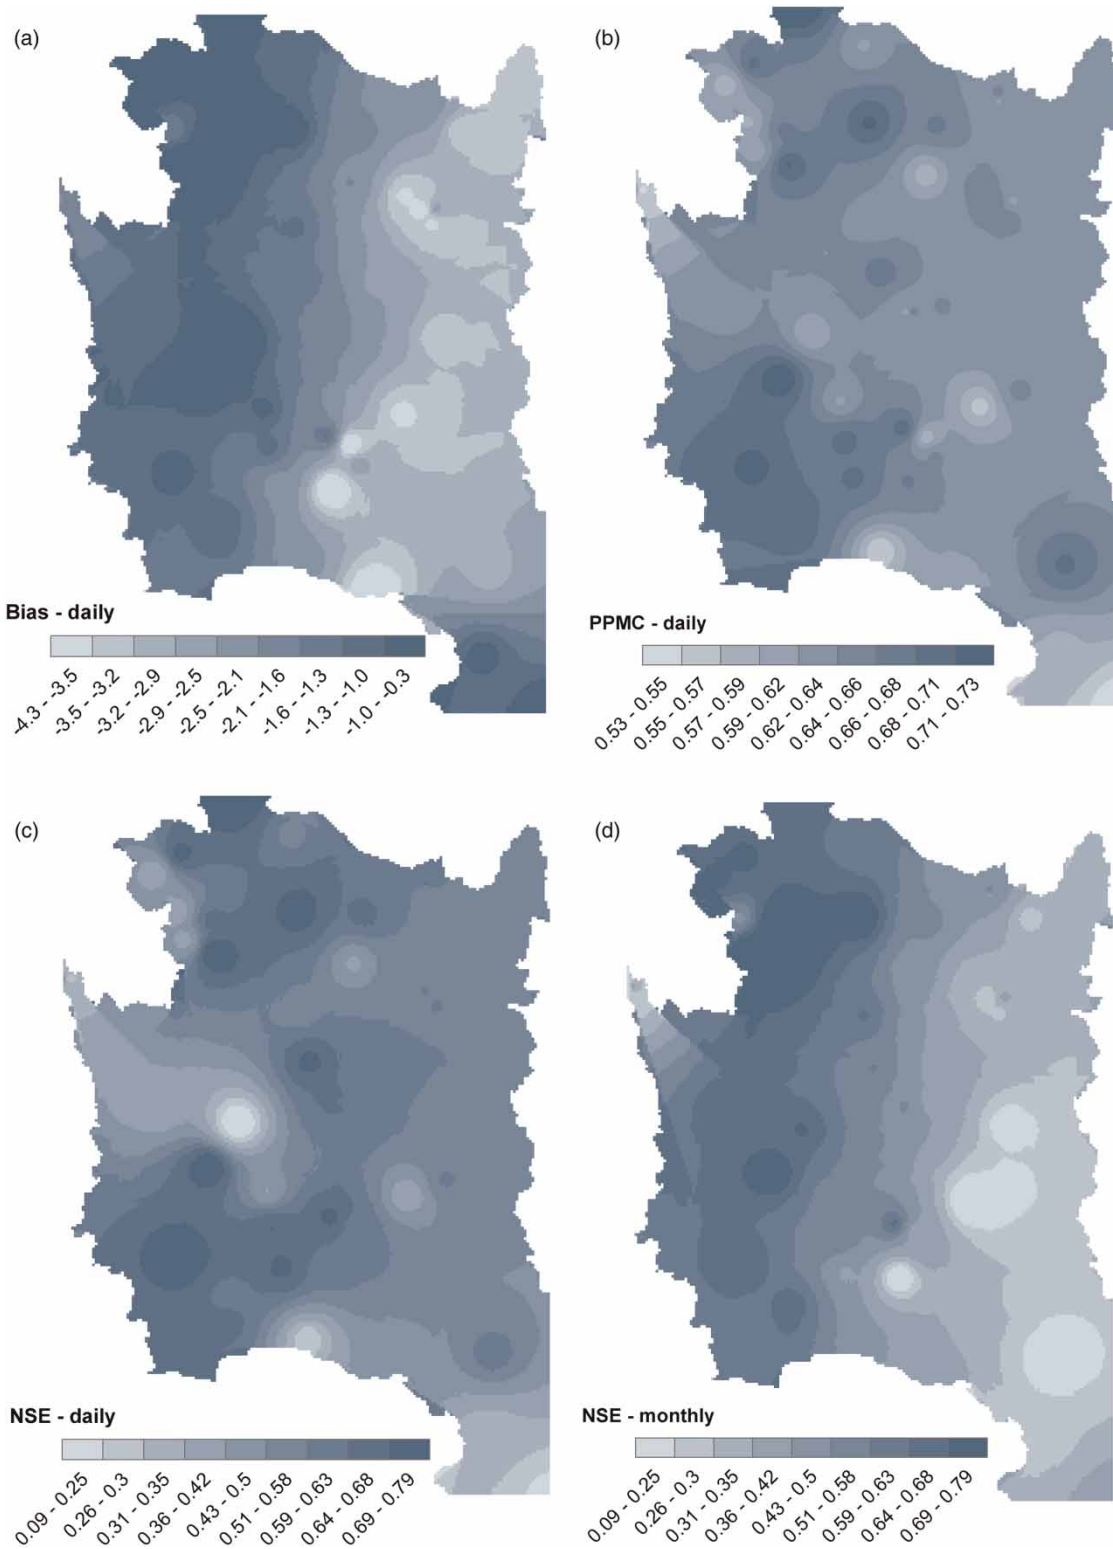 (a)
Bias - daily
-4.3 - -3.5
-3.5 - -3.2
-3.2 - -2.9
-2.9 - -2.5
-2.5 - -2.1
-2.1 - -1.6
-1.6 - -1.3
-1.3 - -1.0
-1.0 - -0.3
(b)
PPMC - daily
0.53 - 0.55
0.55 - 0.57
0.57 - 0.59
0.59 - 0.62
0.62 - 0.64
0.64 - 0.66
0.66 - 0.68
0.68 - 0.71
0.71 - 0.73
(c)
NSE - daily
0.09 - 0.25
0.26 - 0.3
0.31 - 0.35
0.36 - 0.42
0.43 - 0.5
0.51 - 0.58
0.59 - 0.63
0.64 - 0.68
0.69 - 0.79
(d)
NSE - monthly
0.09 - 0.25
0.26 - 0.3
0.31 - 0.35
0.36 - 0.42
0.43 - 0.5
0.51 - 0.58
0.59 - 0.63
0.64 - 0.68
0.69 - 0.79